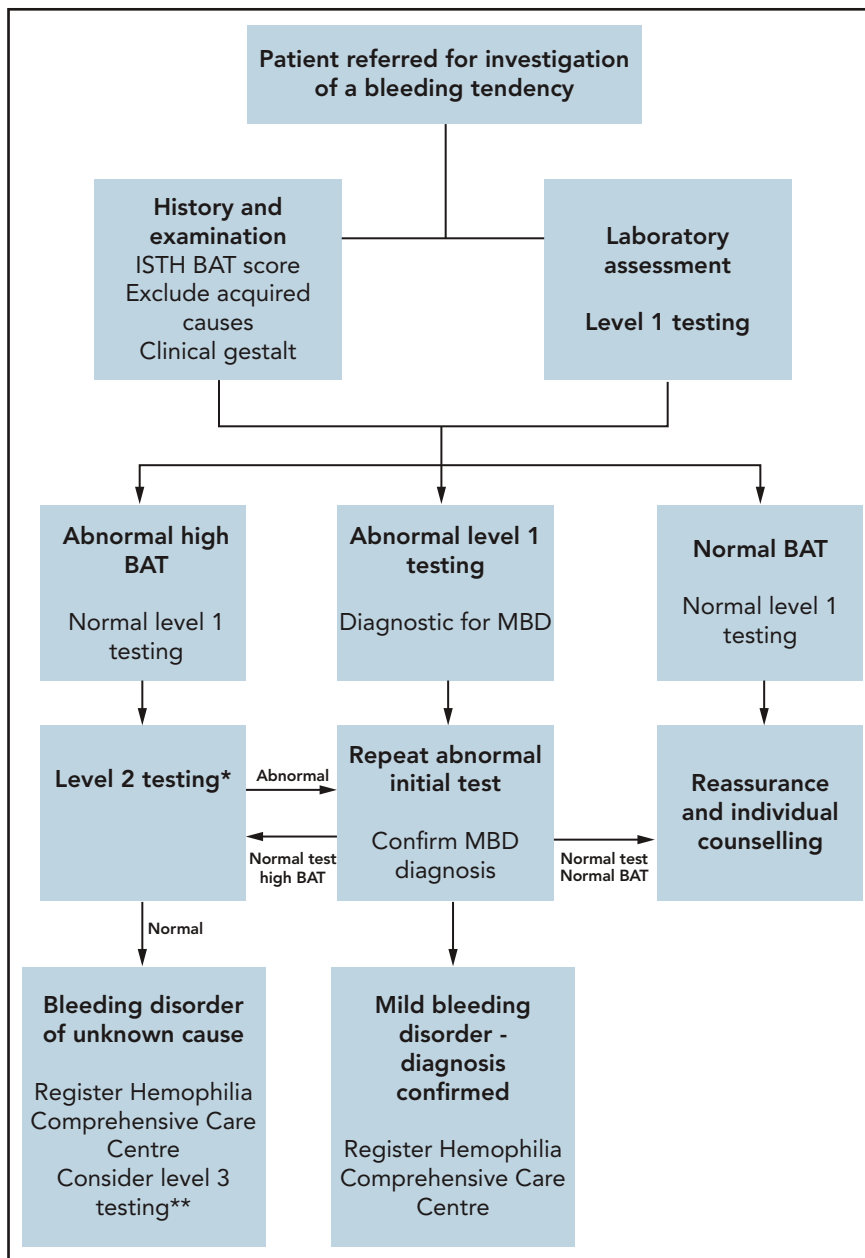 Patient referred for investigation
of a bleeding tendency
History and
examination
ISTH BAT score
Exclude acquired
causes
Clinical gestalt
Laboratory
assessment
Level 1 testing
Abnormal high
BAT
Normal level 1
testing
Abnormal level 1
testing
Diagnostic for MBD
Normal BAT
Normal level 1
testing
Level 2 testing*
Abnormal
Normal test
high BAT
Repeat abnormal
initial test
Confirm MBD
diagnosis
Normal test
Normal BAT
Reassurance
and individual
counselling
Normal
Bleeding disorder
of unknown cause
Register Hemophilia
Comprehensive Care
Centre
Consider level 3
testing**
Mild bleeding
disorder -
diagnosis
confirmed
Register Hemophilia
Comprehensive Care
Centre